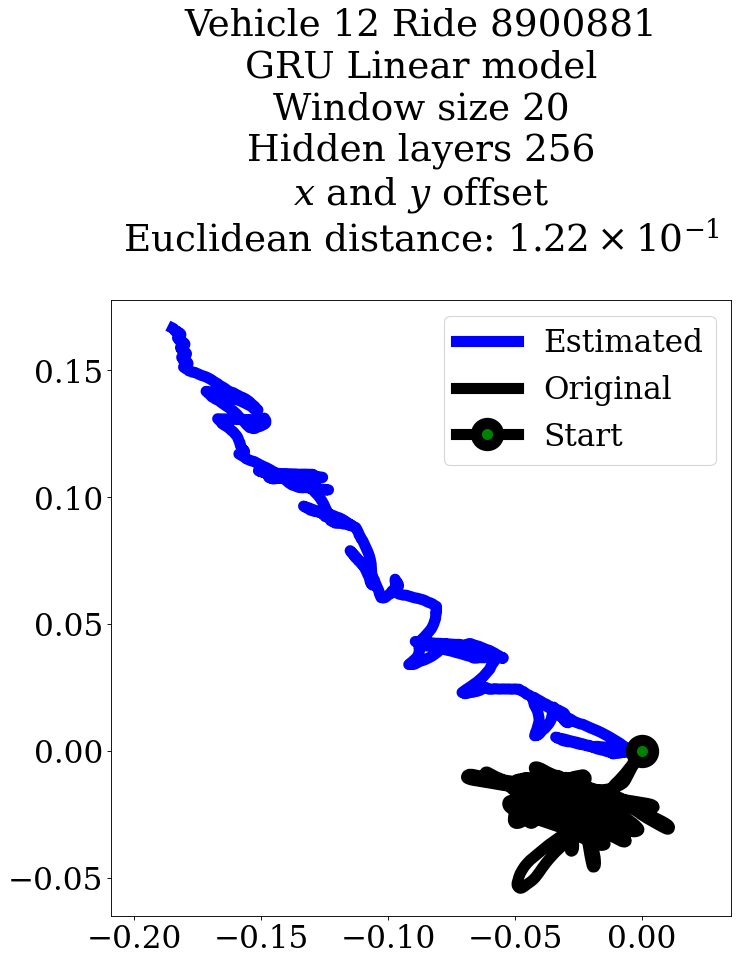 Vehicle 12 Ride 8900881
GRU Linear model
Window size 20
Hidden layers 256
x and y offset
Euclidean distance: 1.22 × 10⁻¹
Estimated
Original
Start
0.15
0.10
0.05
0.00
−0.05
−0.20 −0.15 −0.10 −0.05 0.00